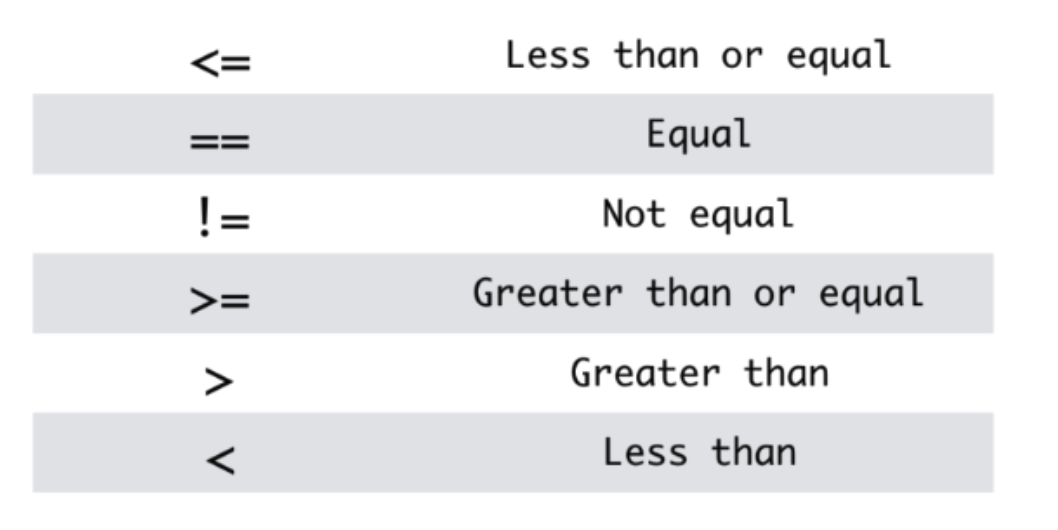 <= Less than or equal
== Equal
!= Not equal
>= Greater than or equal
> Greater than
< Less than